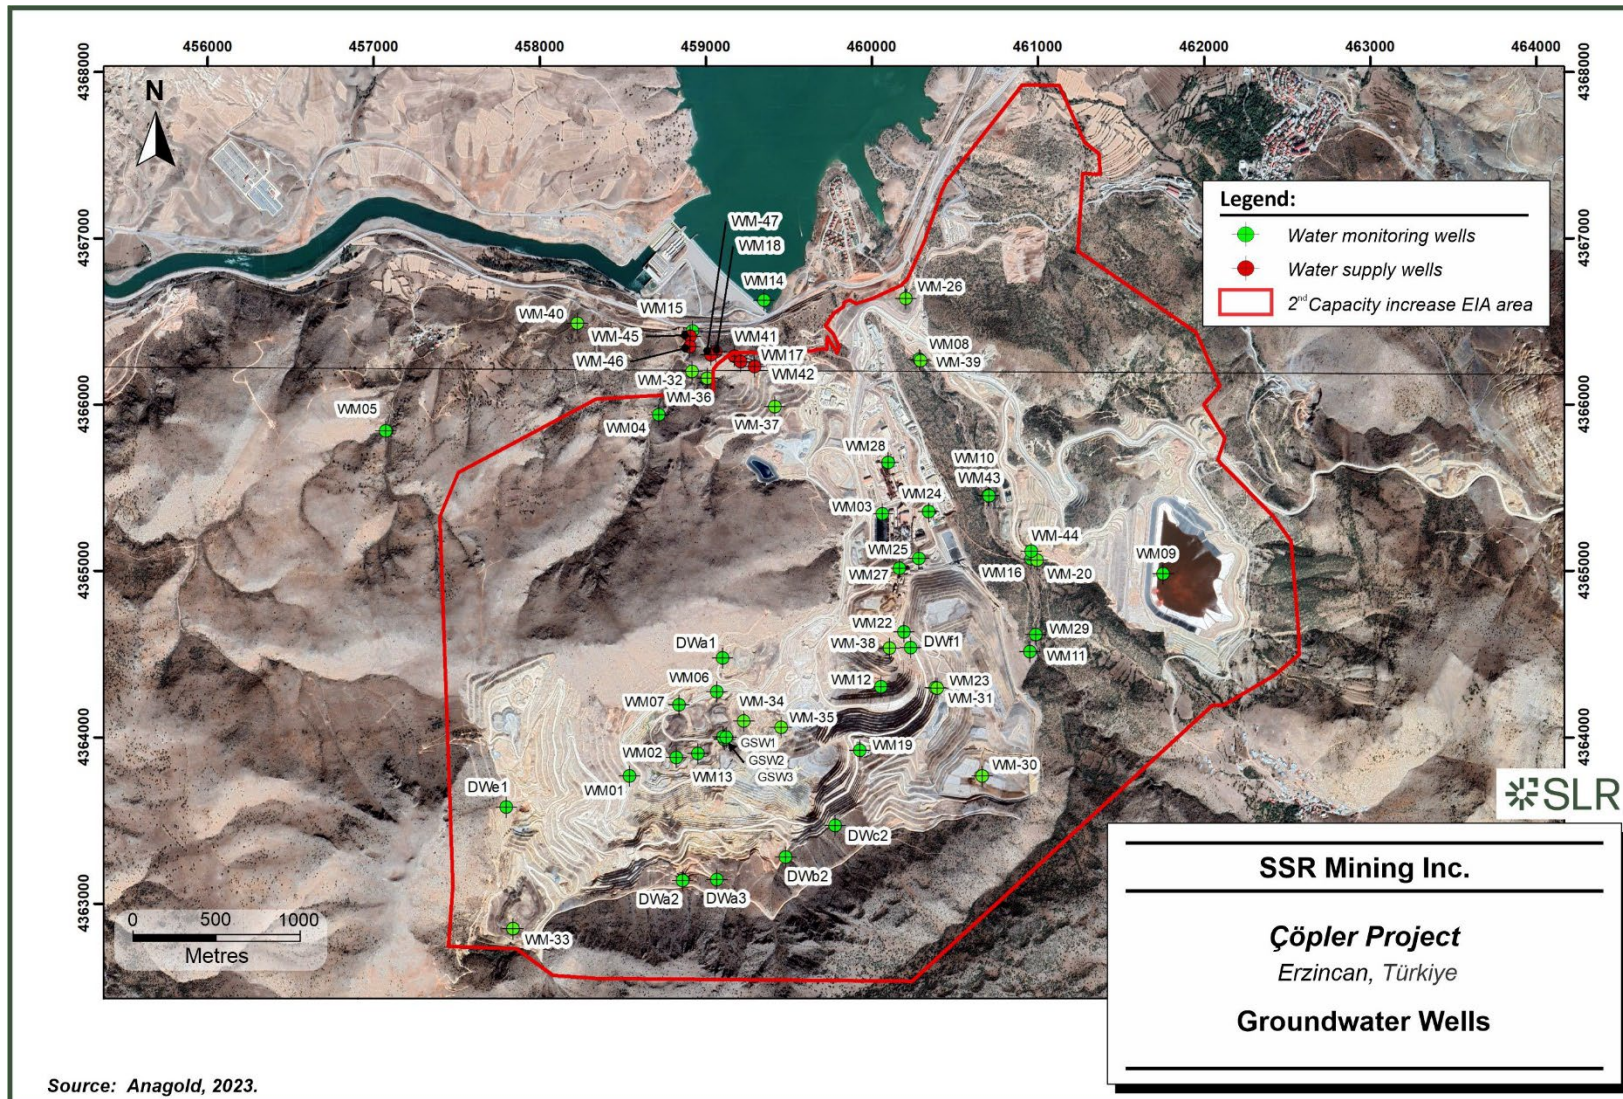 456000 457000 458000 459000 460000 461000 462000 463000 464000
4368000 4368000
N
Legend:
Water monitoring wells
Water supply wells
2nd Capacity increase EIA area
4367000 4367000
WM-47
WM18
WM14
WM-26
WM15
WM-40
WM-45
WM41
WM-46
WM17
WM08
WM-39
WM42
WM-32
WM-36
4366000 4366000
WM04
WM-37
WM05
WM28
WM10
WM43
WM24
WM03
WM25
WM-44
WM16
WM-20
WM27
WM09
4365000 4365000
WM22
WM29
WM-38
DWf1
WM11
DWa1
WM06
WM12
WM23
WM-31
WM07
WM-34
WM-35
4364000 4364000
GSW1
GSW2
GSW3
WM02
WM13
WM19
WM01
WM-30
DWe1
DWc2
DWb2
DWa2
DWa3
4363000
WM-33
0 500 1000
Metres
SLR
SSR Mining Inc.
Çöpler Project
Erzincan, Türkiye
Groundwater Wells
Source: Anagold, 2023.